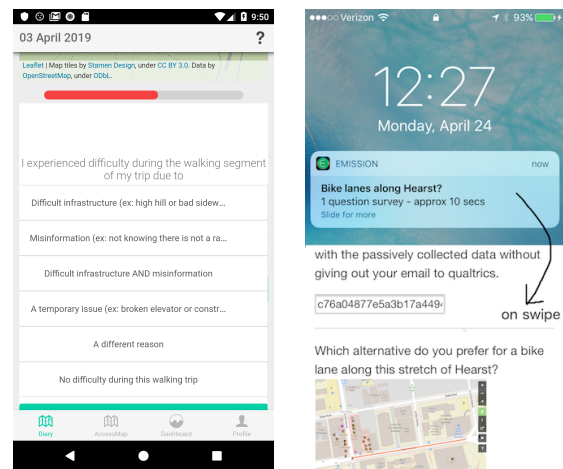 9:50
03 April 2019
?
Leaflet | Map tiles by Stamen Design, under CC BY 3.0. Data by
OpenStreetMap, under ODbL.
I experienced difficulty during the walking segment
of my trip due to
Difficult infrastructure (ex: high hill or bad sidew...
Misinformation (ex: not knowing there is not a ra...
Difficult infrastructure AND misinformation
A temporary issue (ex: broken elevator or constr...
A different reason
No difficulty during this walking trip
Diary
AccessMap
Dashboard
Profile
Verizon
93%
12:27
Monday, April 24
EMISSION
now
Bike lanes along Hearst?
1 question survey - approx 10 secs
Slide for more
with the passively collected data without
giving out your email to qualtrics.
c76a04877e5a3b17a449
on swipe
Which alternative do you prefer for a bike
lane along this stretch of Hearst?